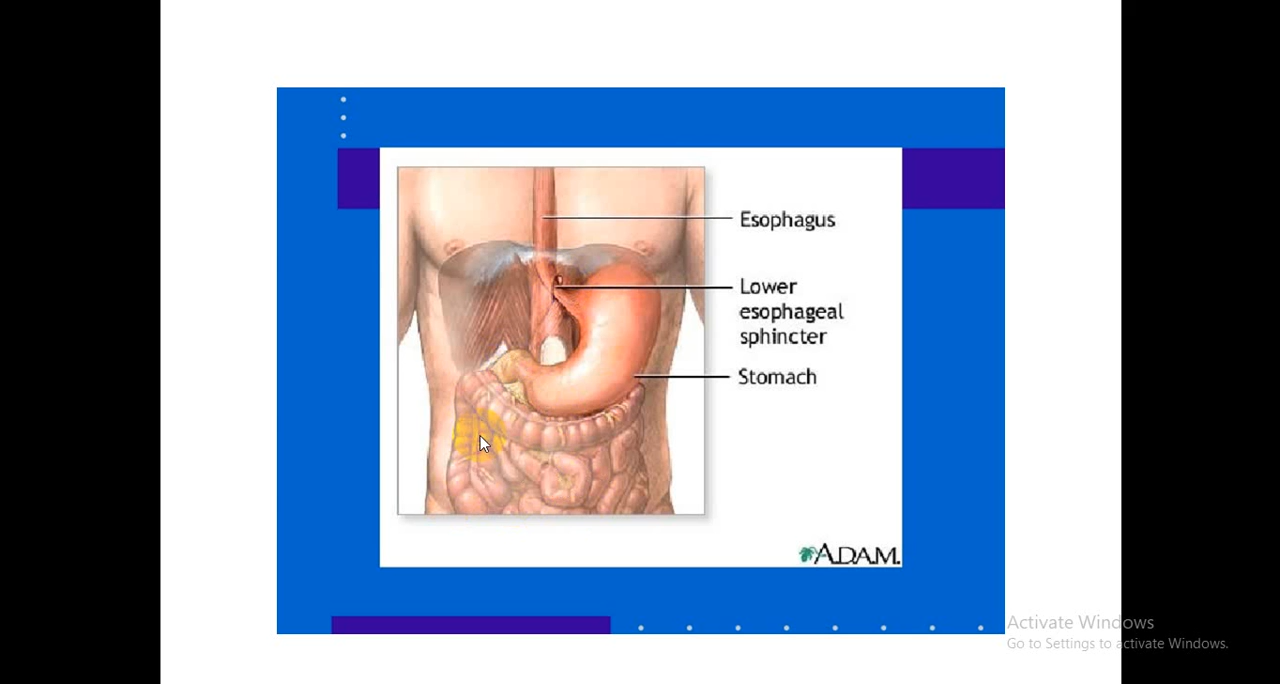 Esophagus
Lower
esophageal
sphincter
Stomach
A.D.A.M.
Activate Windows
Go to Settings to activate Windows.